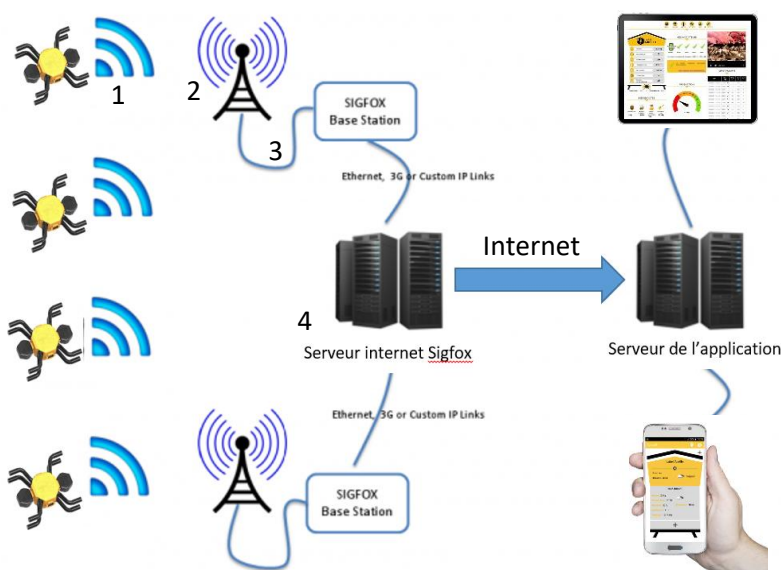 1
2
3
SIGFOX
Base Station
Ethernet, 3G or Custom IP Links
Internet
4
Serveur internet Sigfox
Serveur de l'application
Ethernet, 3G or Custom IP Links
SIGFOX
Base Station